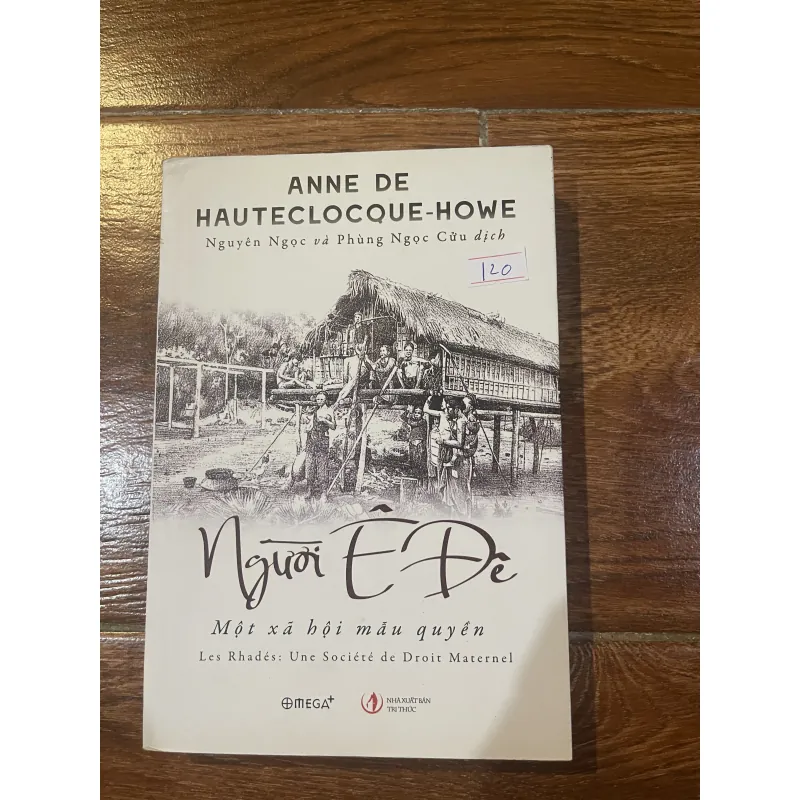 ANNE DE
HAUTECLOCQUE-HOWE
Nguyên Ngọc và Phùng Ngọc Cửu dịch
120
Người Ê Đê
Một xã hội mẫu quyền
Les Rhadés: Une Société de Droit Maternel
OMEGA+
NHÀ XUẤT BẢN
TRI THỨC